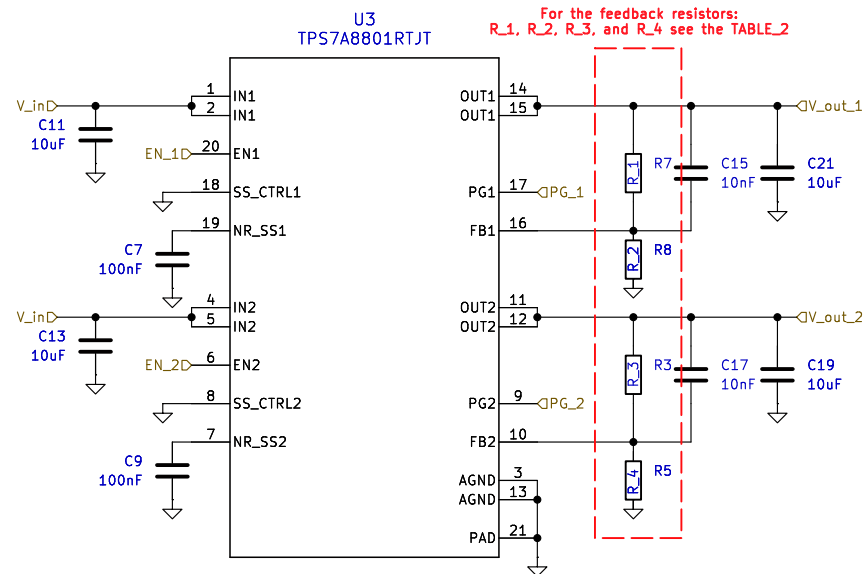 U3
TPS7A8801RTJT
For the feedback resistors:
R_1, R_2, R_3, and R_4 see the TABLE_2
V_in
C11
10uF
1
2
IN1
IN1
EN_1
20
EN1
18
SS_CTRL1
19
NR_SS1
C7
100nF
V_in
C13
10uF
4
5
IN2
IN2
EN_2
6
EN2
8
SS_CTRL2
7
NR_SS2
C9
100nF
OUT1
OUT1
14
15
V_out_1
PG1
17
PG_1
FB1
16
R_1
R7
R_2
R8
C15
10nF
C21
10uF
OUT2
OUT2
11
12
V_out_2
PG2
9
PG_2
FB2
10
R_3
R3
R_4
R5
C17
10nF
C19
10uF
AGND
3
AGND
13
PAD
21